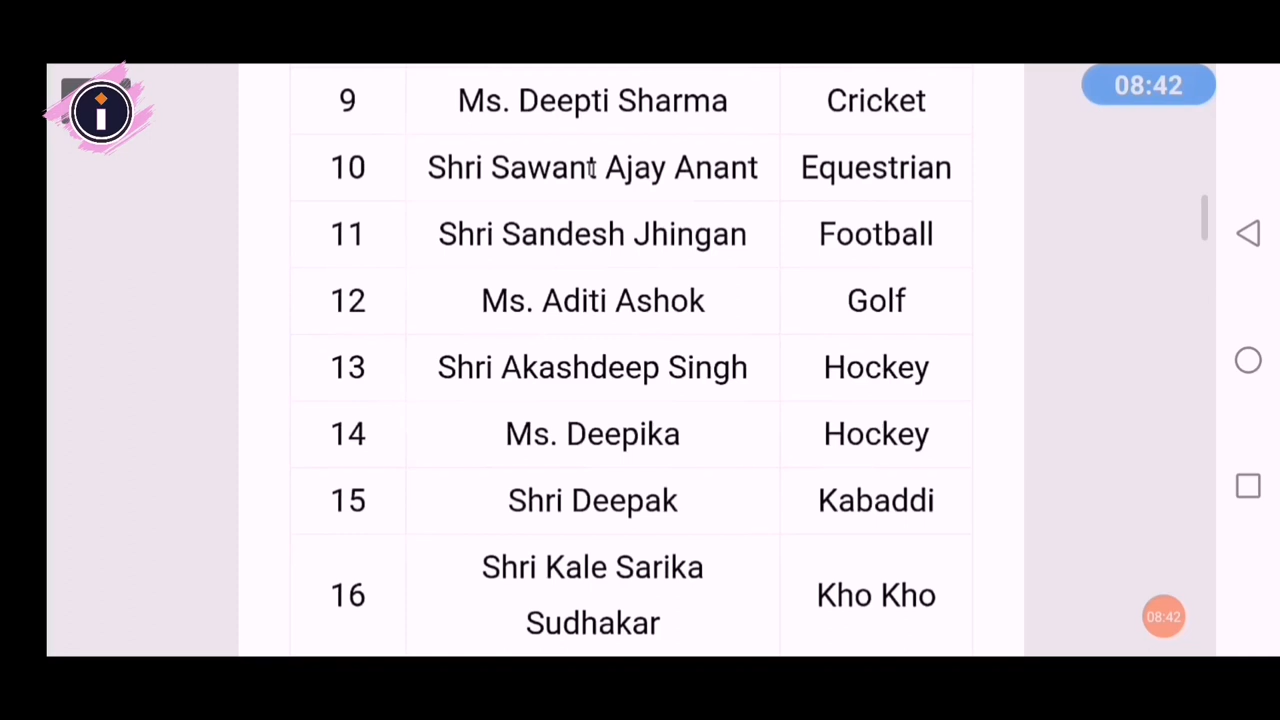 08:42
9 Ms. Deepti Sharma Cricket
10 Shri Sawant Ajay Anant Equestrian
11 Shri Sandesh Jhingan Football
12 Ms. Aditi Ashok Golf
13 Shri Akashdeep Singh Hockey
14 Ms. Deepika Hockey
15 Shri Deepak Kabaddi
16 Shri Kale Sarika Kho Kho
Sudhakar
08:42